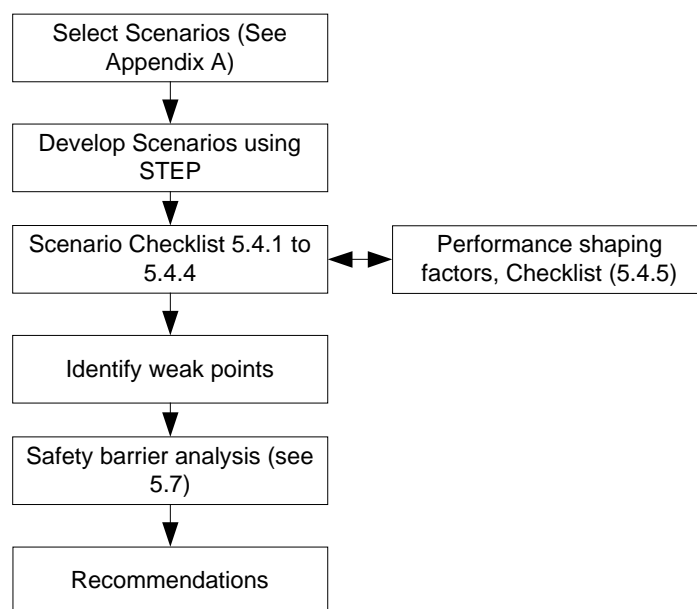 Select Scenarios (See
Appendix A)
Develop Scenarios using
STEP
Scenario Checklist 5.4.1 to
5.4.4
Performance shaping
factors, Checklist (5.4.5)
Identify weak points
Safety barrier analysis (see
5.7)
Recommendations